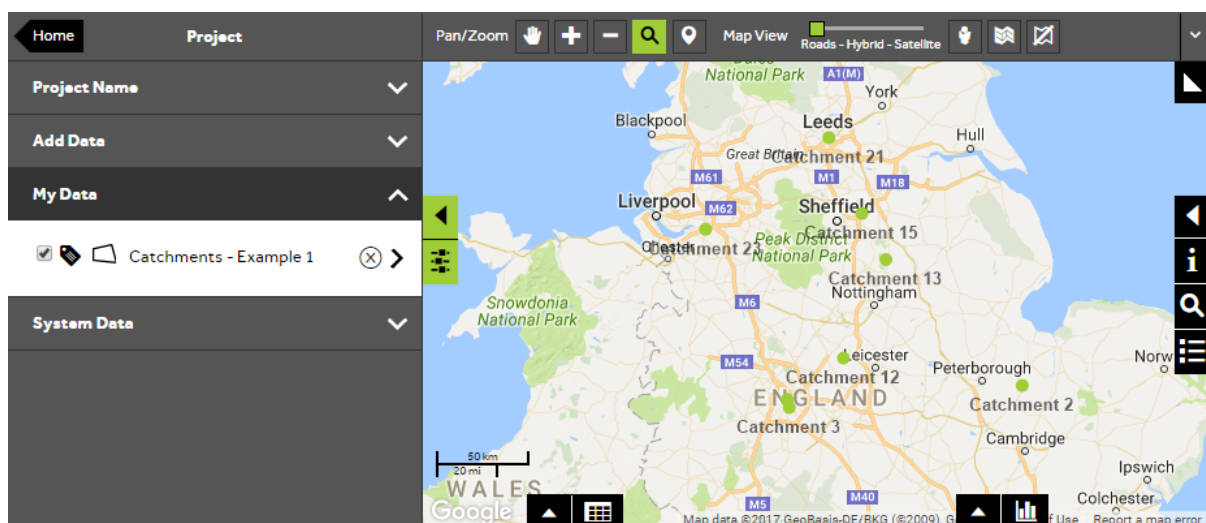 Home
Project
Project Name
Add Data
My Data
Catchments - Example 1
System Data
Pan/Zoom
Map View
Roads - Hybrid - Satellite
National Park
A1(M)
York
Blackpool
Leeds
Hull
Great Britain
Catchment 21
M61
M1
M18
Liverpool
M62
Sheffield
Catchment 15
Chester
Catchment 23
Peak District
National Park
Catchment 13
Nottingham
Snowdonia
National Park
M6
M54
Leicester
Peterborough
Norw
Catchment 12
ENGLAND
Catchment 2
Catchment 3
Cambridge
50 km
20 mi
Ipswich
WALES
Colchester
Google
M5
M40
Map data ©2017 GeoBasis-DE/BKG (©2009), G
f Use
Report a map error